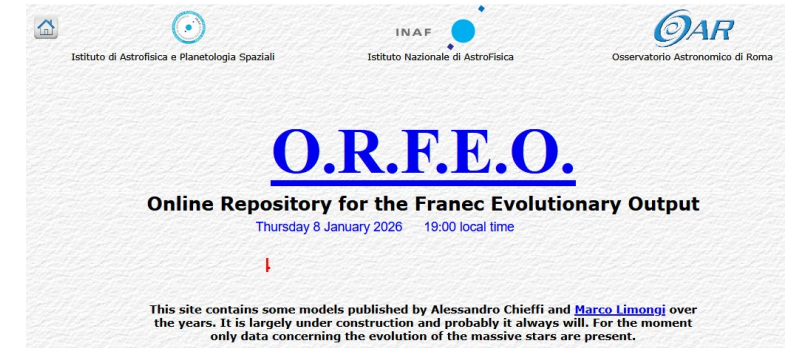 INAF
OAR
Istituto di Astrofisica e Planetologia Spaziali
Istituto Nazionale di AstroFisica
Osservatorio Astronomico di Roma
O.R.F.E.O.
Online Repository for the Franec Evolutionary Output
Thursday 8 January 2026 19:00 local time
This site contains some models published by Alessandro Chieffi and Marco Limongi over
the years. It is largely under construction and probably it always will. For the moment
only data concerning the evolution of the massive stars are present.